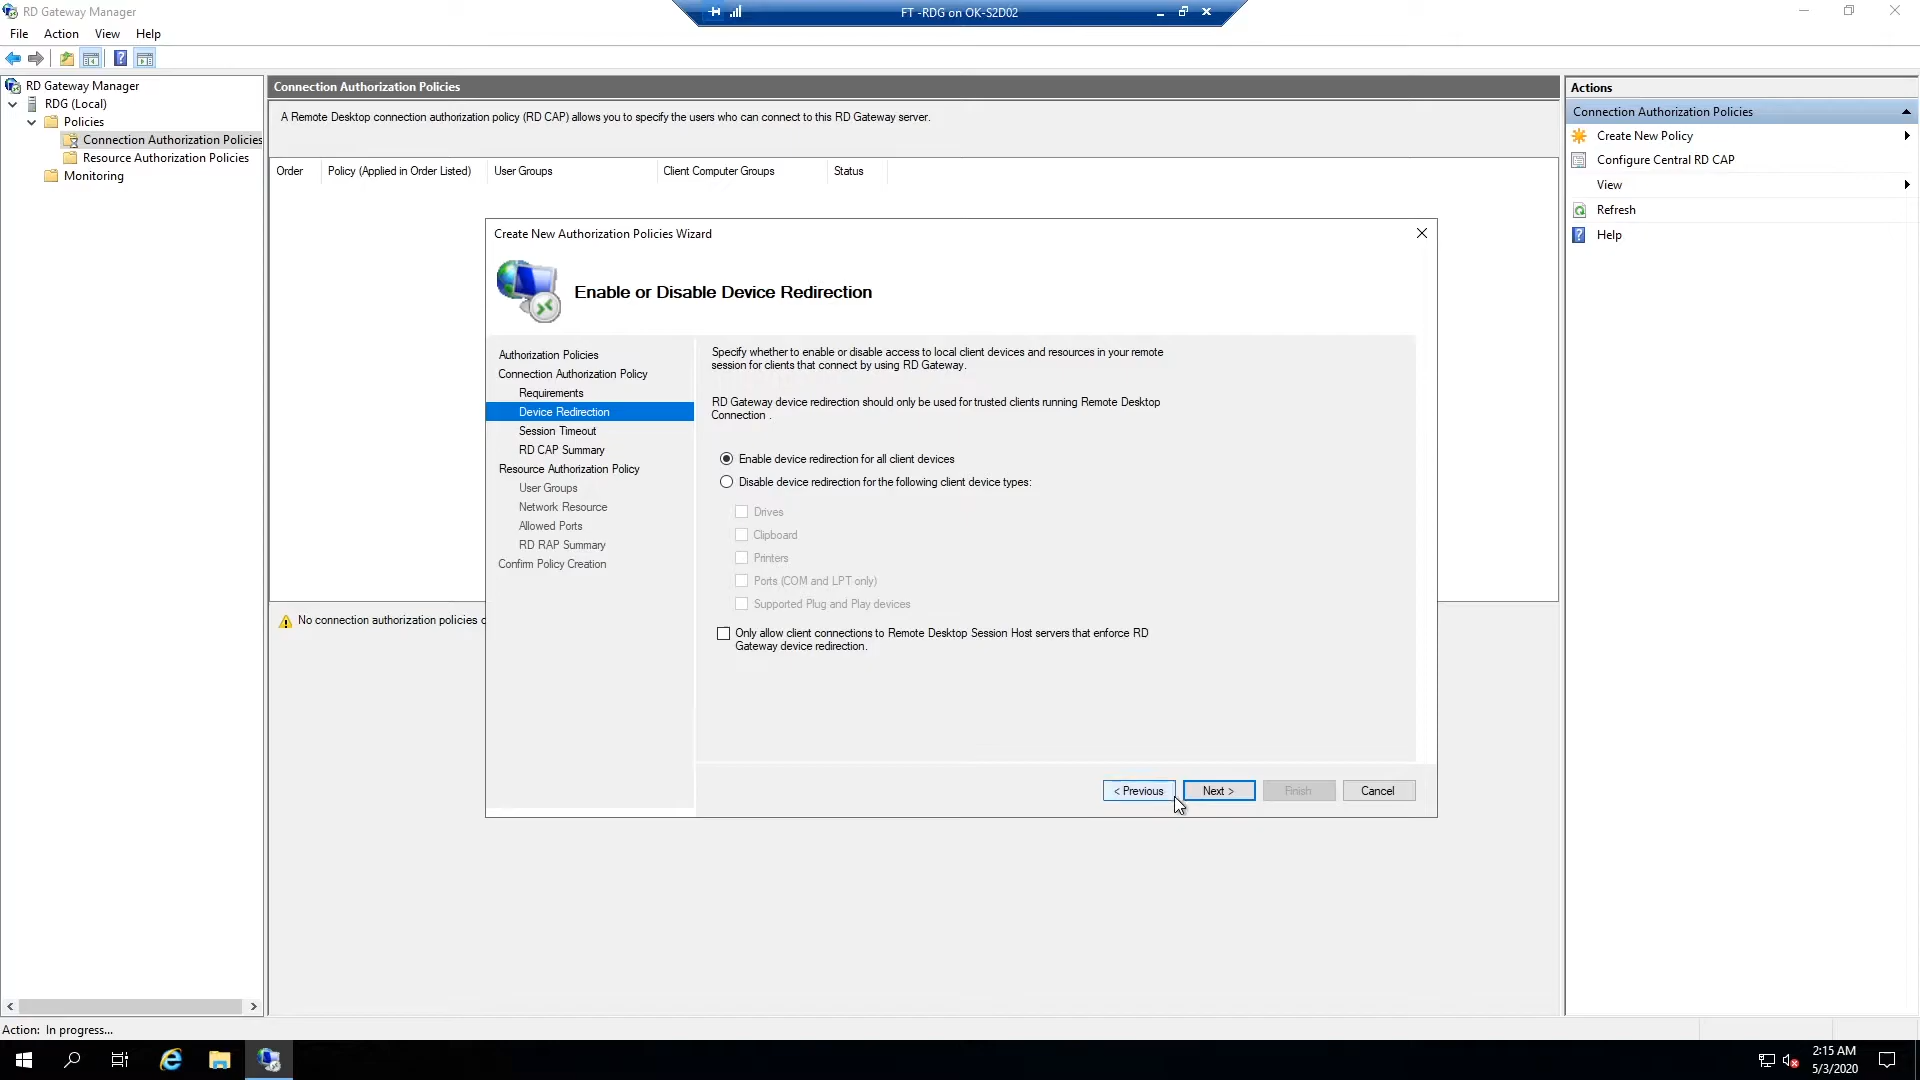 RD Gateway Manager
FT -RDG on OK-S2D02
File Action View Help
RD Gateway Manager
RDG (Local)
Policies
Connection Authorization Policies
Resource Authorization Policies
Monitoring
Connection Authorization Policies
A Remote Desktop connection authorization policy (RD CAP) allows you to specify the users who can connect to this RD Gateway server.
Order Policy (Applied in Order Listed) User Groups Client Computer Groups Status
No connection authorization policies
Create New Authorization Policies Wizard
Enable or Disable Device Redirection
Authorization Policies
Connection Authorization Policy
Requirements
Device Redirection
Session Timeout
RD CAP Summary
Resource Authorization Policy
User Groups
Network Resource
Allowed Ports
RD RAP Summary
Confirm Policy Creation
Specify whether to enable or disable access to local client devices and resources in your remote
session for clients that connect by using RD Gateway.
RD Gateway device redirection should only be used for trusted clients running Remote Desktop
Connection .
Enable device redirection for all client devices
Disable device redirection for the following client device types:
Drives
Clipboard
Printers
Ports (COM and LPT only)
Supported Plug and Play devices
Only allow client connections to Remote Desktop Session Host servers that enforce RD
Gateway device redirection.
< Previous Next > Finish Cancel
Actions
Connection Authorization Policies
Create New Policy
Configure Central RD CAP
View
Refresh
Help
Action: In progress...
2:15 AM
5/3/2020